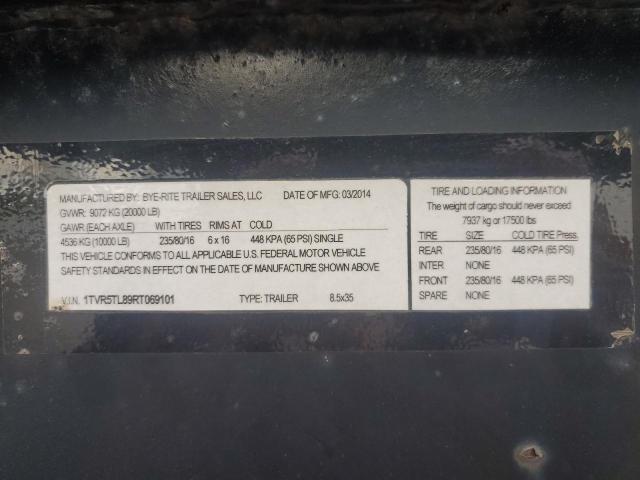 MANUFACTURED BY: BYE-RITE TRAILER SALES, LLC DATE OF MFG: 03/2014
GVWR: 9072 KG (20000 LB)
GAWR (EACH AXLE) WITH TIRES RIMS AT COLD
4536 KG (10000 LB) 235/80/16 6 x 16 448 KPA (65 PSI) SINGLE
THIS VEHICLE CONFORMS TO ALL APPLICABLE U.S. FEDERAL MOTOR VEHICLE
SAFETY STANDARDS IN EFFECT ON THE DATE OF MANUFACTURE SHOWN ABOVE
V.I.N. 1TVR5TL89RT069101 TYPE: TRAILER 8.5x35
TIRE AND LOADING INFORMATION
The weight of cargo should never exceed
7937 kg or 17500 lbs
TIRE SIZE COLD TIRE Press.
REAR 235/80/16 448 KPA (65 PSI)
INTER NONE
FRONT 235/80/16 448 KPA (65 PSI)
SPARE NONE